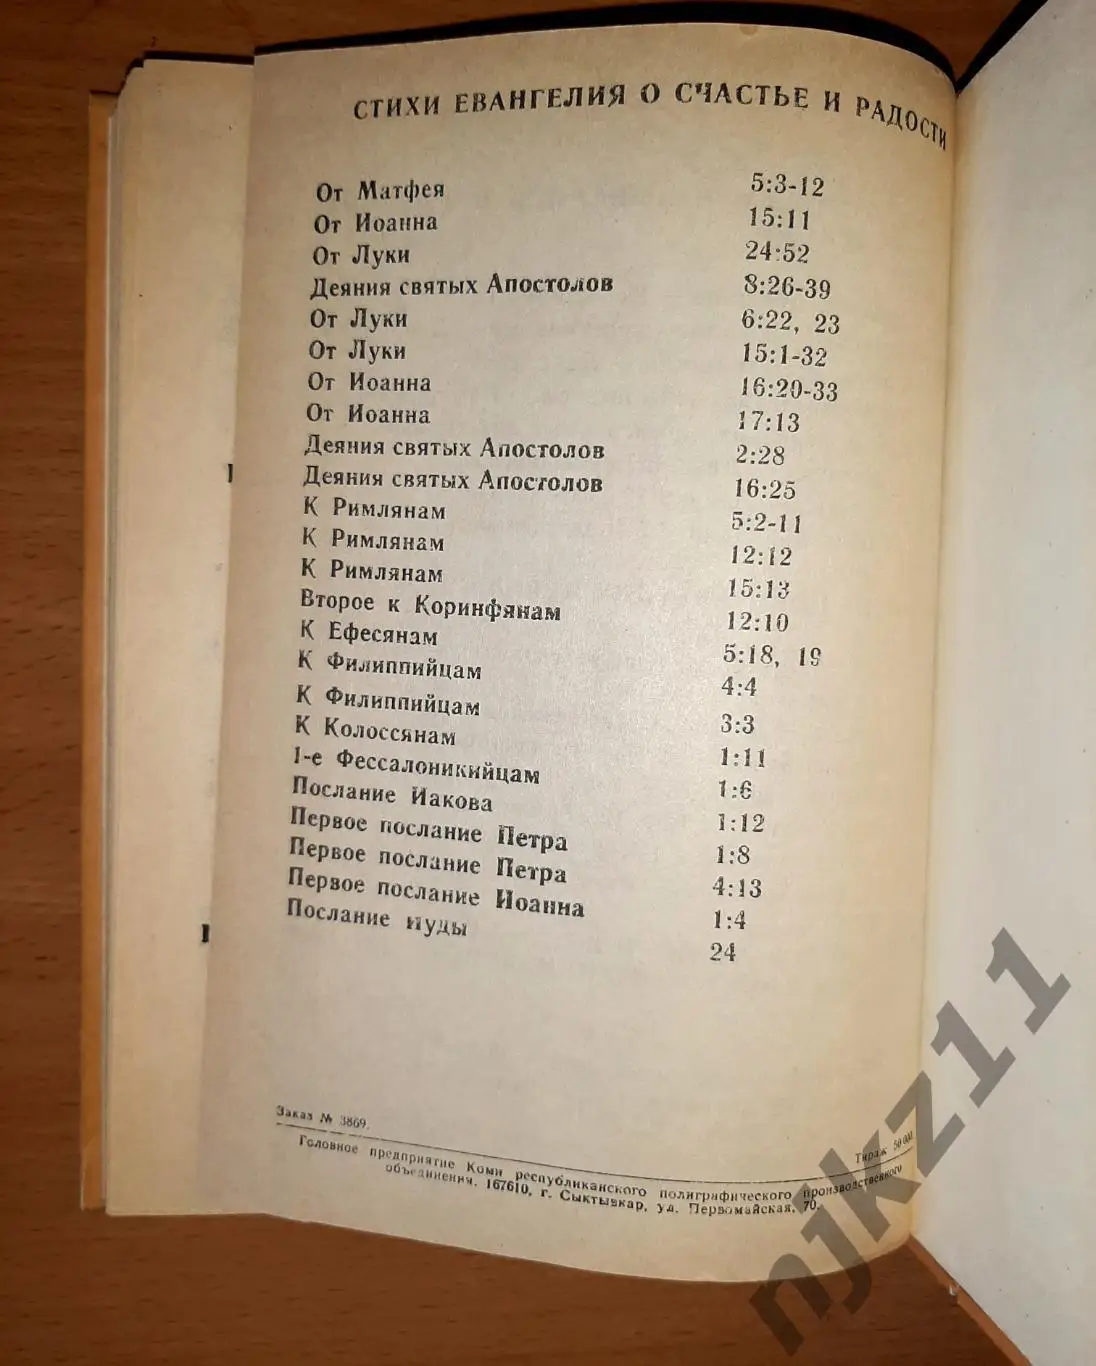 СТИХИ ЕВАНГЕЛИЯ О СЧАСТЬЕ И РАДОСТИ
От Матфея 5:3-12
От Иоанна 15:11
От Луки 24:52
Деяния святых Апостолов 8:26-39
От Луки 6:22, 23
От Луки 15:1-32
От Иоанна 16:20-33
От Иоанна 17:13
Деяния святых Апостолов 2:28
Деяния святых Апостолов 16:25
К Римлянам 5:2-11
К Римлянам 12:12
К Римлянам 15:13
Второе к Коринфянам 12:10
К Ефесянам 5:18, 19
К Филиппийцам 4:4
К Филиппийцам 3:3
К Колоссянам 1:11
1-е Фессалоникийцам 1:6
Послание Иакова 1:12
Первое послание Петра 1:8
Первое послание Петра 4:13
Первое послание Иоанна 1:4
Послание Иуды 24
Заказ № 3869. Тираж 50 000
Головное предприятие Коми республиканского полиграфического производственного
объединения. 167610, г. Сыктывкар, ул. Первомайская, 70.
njkz11